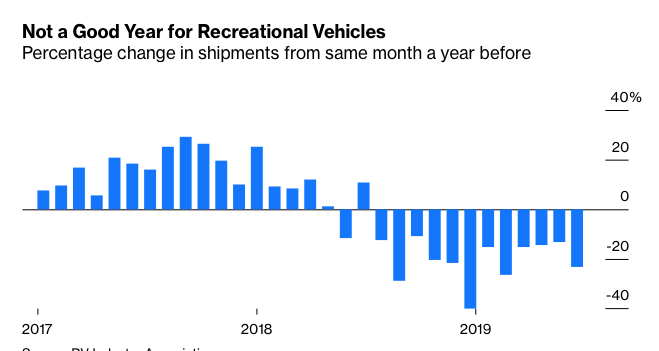 Not a Good Year for Recreational Vehicles
Percentage change in shipments from same month a year before
40%
20
0
-20
-40
2017 2018 2019